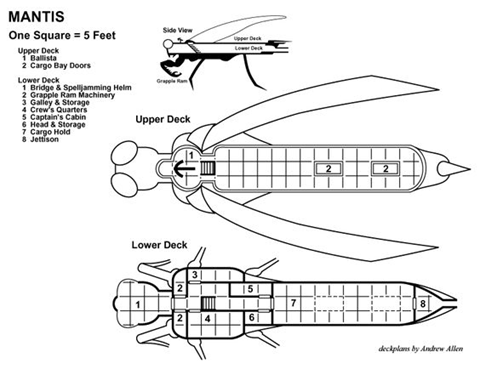 MANTIS
One Square = 5 Feet
Upper Deck
1 Ballista
2 Cargo Bay Doors
Lower Deck
1 Bridge & Spelljamming Helm
2 Grapple Ram Machinery
3 Galley & Storage
4 Crew's Quarters
5 Captain's Cabin
6 Head & Storage
7 Cargo Hold
8 Jettison
Side View
Upper Deck
Lower Deck
Grapple Ram
Upper Deck
1
2
2
Lower Deck
3
2
5
1
7
8
2
4
6
deckplans by Andrew Allen